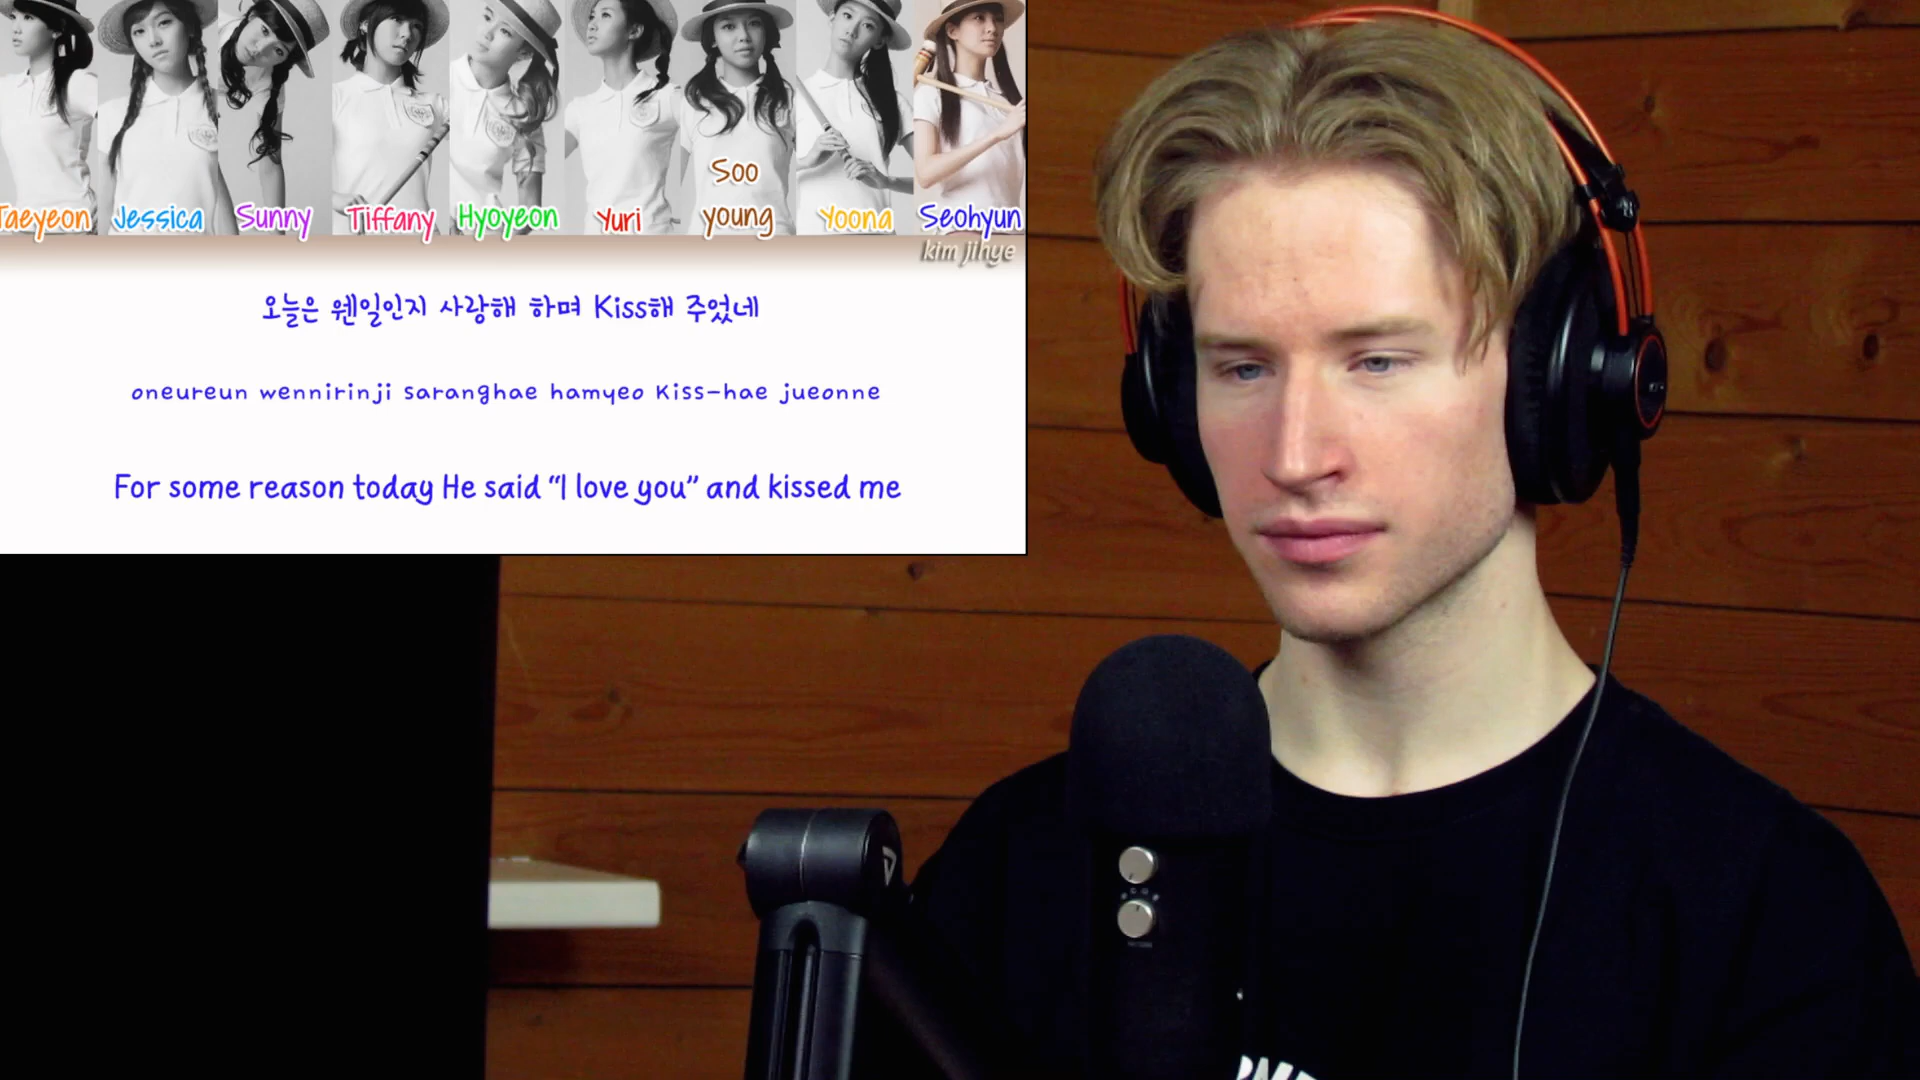 Taeyeon Jessica Sunny Tiffany Hyoyeon Yuri Soo young Yoona Seohyun
kim jihye
오늘은 웬일인지 사랑해 하며 Kiss해 주었네
oneureun wennirinji saranghae hamyeo Kiss-hae jueonne
For some reason today He said “I love you” and kissed me